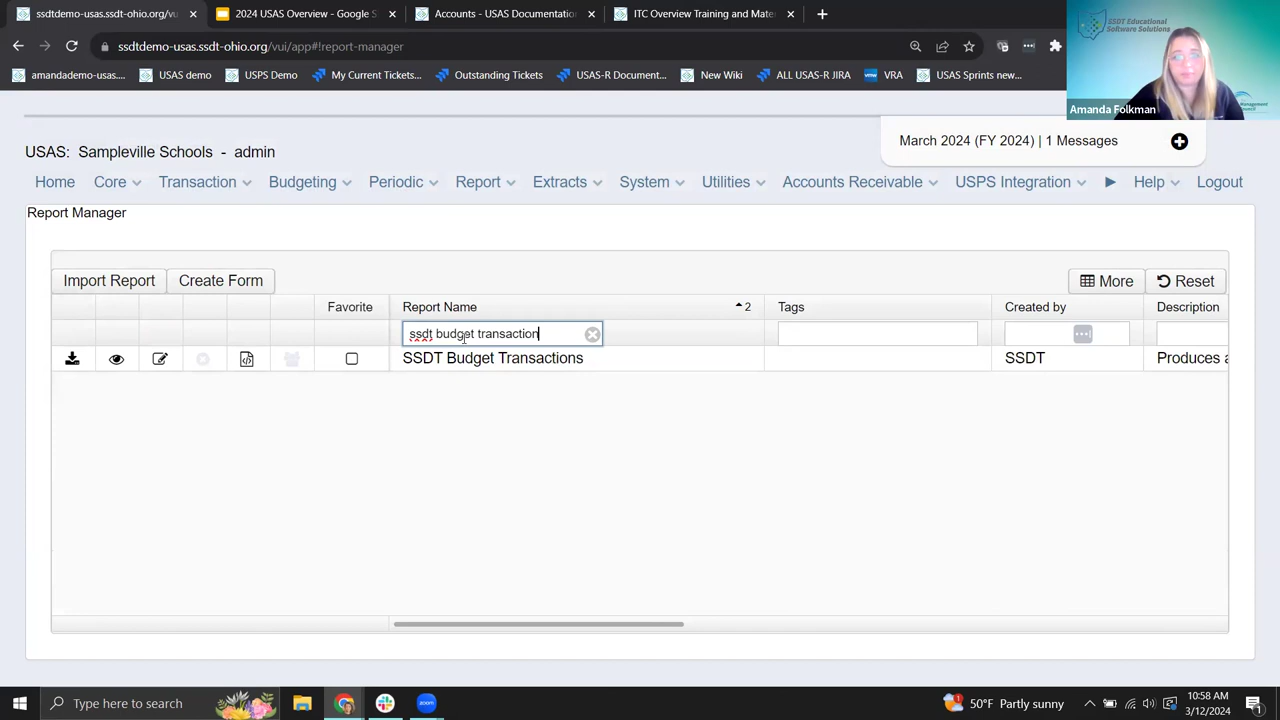 ssdtdemo-usas.ssdt-ohio.org/vu
2024 USAS Overview - Google S
Accounts - USAS Documentation
ITC Overview Training and Mate
ssdtdemo-usas.ssdt-ohio.org/vui/app#!report-manager
amandademo-usas....
USAS demo
USPS Demo
My Current Tickets...
Outstanding Tickets
USAS-R Document...
New Wiki
ALL USAS-R JIRA
VRA
USAS Sprints new...
SSDT Educational
Software Solutions
Management
Amanda Folkman
March 2024 (FY 2024) | 1 Messages
USAS: Sampleville Schools - admin
Home Core Transaction Budgeting Periodic Report Extracts System Utilities Accounts Receivable USPS Integration Help Logout
Report Manager
Import Report
Create Form
More
Reset
Favorite Report Name 2 Tags Created by Description
ssdt budget transaction
SSDT Budget Transactions SSDT Produces a
Type here to search
50°F Partly sunny
10:58 AM
3/12/2024
1